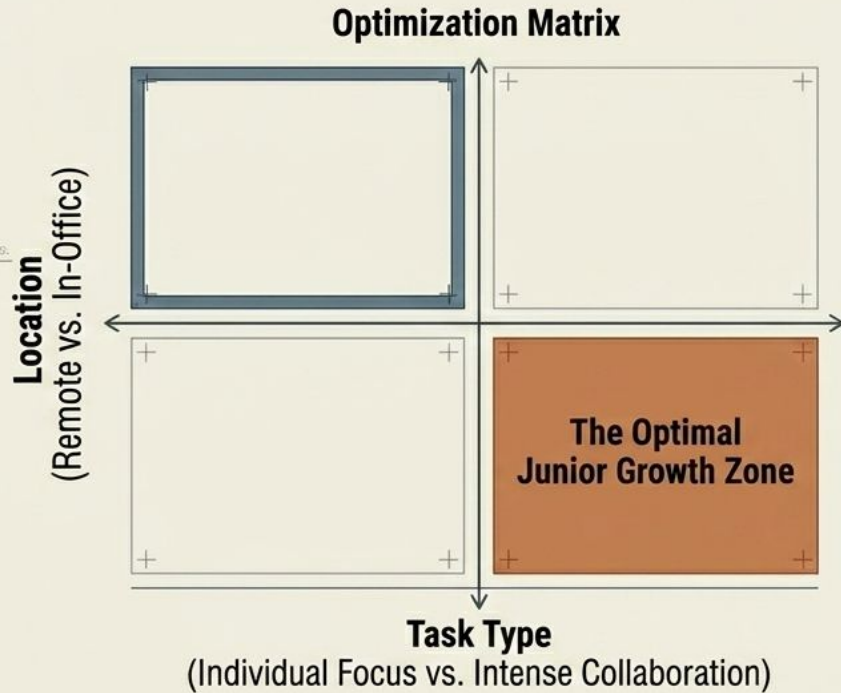 Optimization Matrix
s.
Location
(Remote vs. In-Office)
The Optimal
Junior Growth Zone
Task Type
(Individual Focus vs. Intense Collaboration)